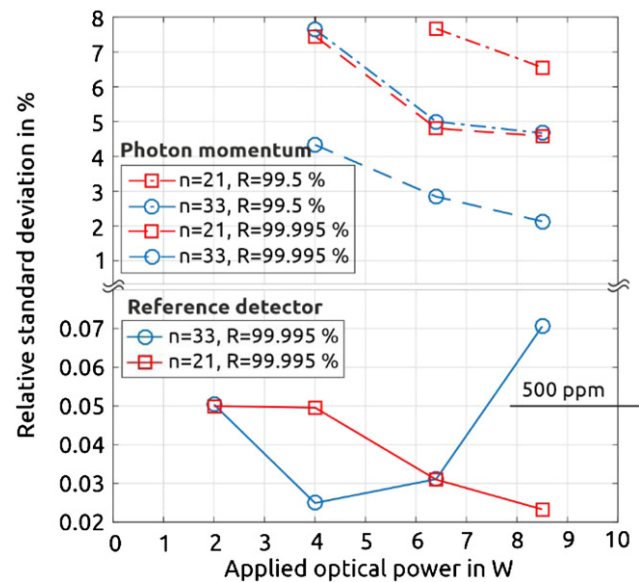 Relative standard deviation in %
8
7
6
5
4
3
2
1
Photon momentum
n=21, R=99.5 %
n=33, R=99.5 %
n=21, R=99.995 %
n=33, R=99.995 %
Reference detector
n=33, R=99.995 %
n=21, R=99.995 %
0.07
0.06
0.05
0.04
0.03
0.02
500 ppm
0 1 2 3 4 5 6 7 8 9 10
Applied optical power in W